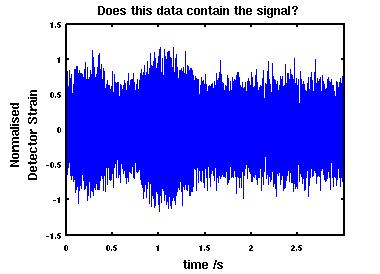 Does this data contain the signal?
1.5
1
0.5
0
-0.5
-1
-1.5
Normalised
Detector Strain
0 0.5 1 1.5 2 2.5
time /s